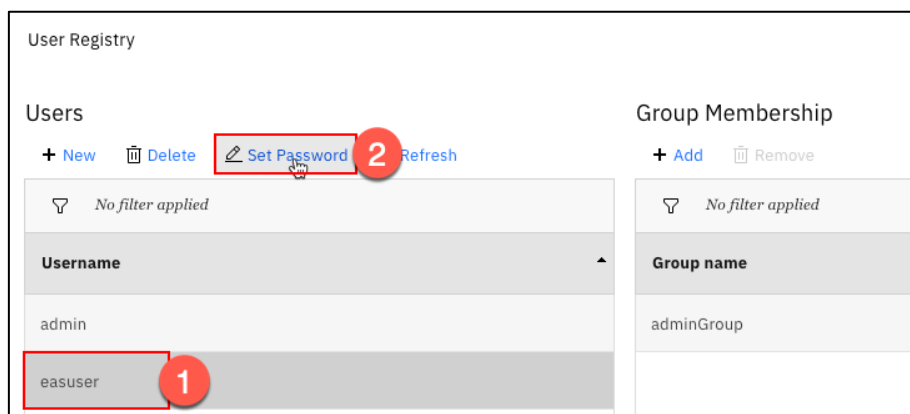 User Registry
Users
+ New Delete Set Password 2 Refresh
No filter applied
Username
admin
easuser 1
Group Membership
+ Add Remove
No filter applied
Group name
adminGroup